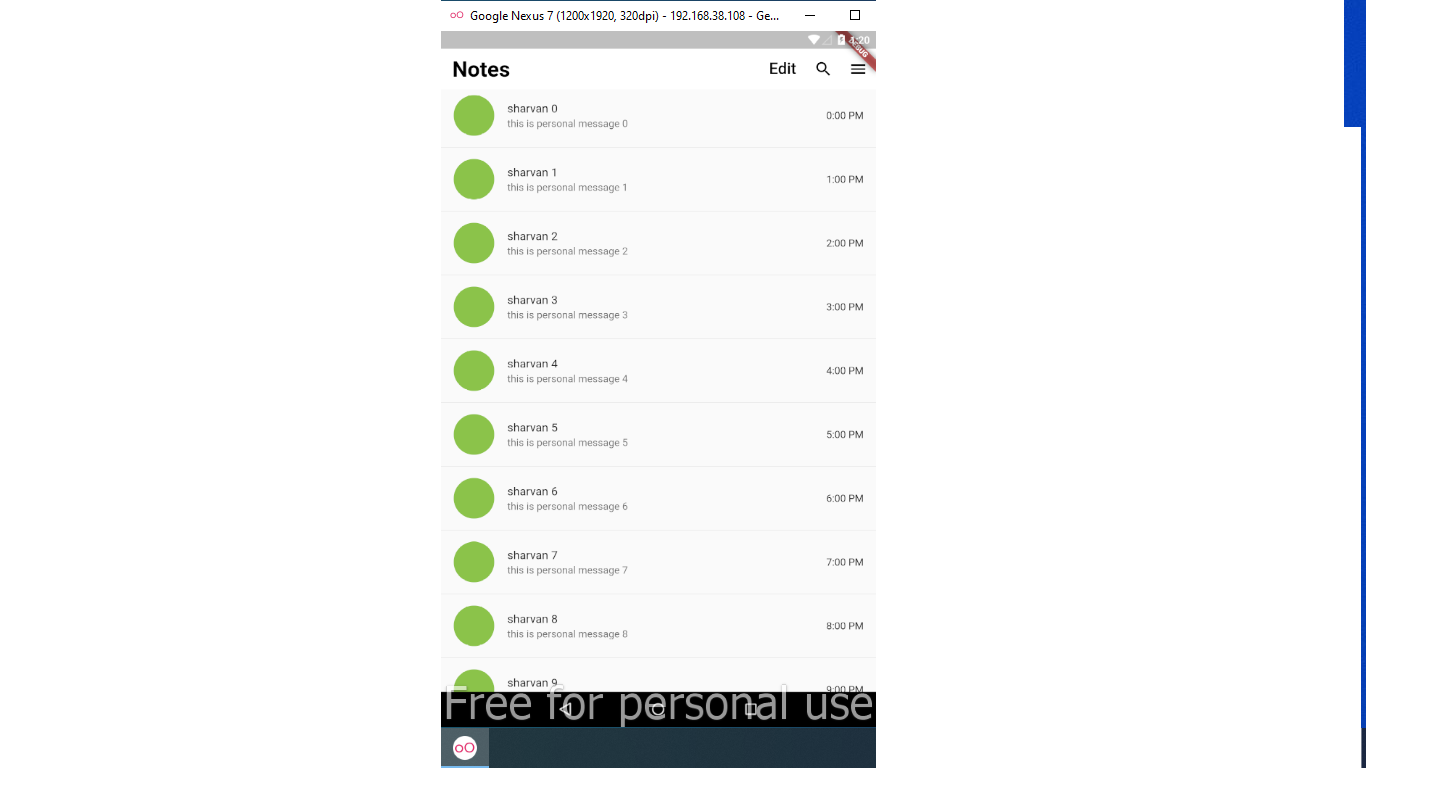 Google Nexus 7 (1200x1920, 320dpi) - 192.168.38.108 - Ge...
4:20
Notes
Edit
sharvan 0
this is personal message 0
0:00 PM
sharvan 1
this is personal message 1
1:00 PM
sharvan 2
this is personal message 2
2:00 PM
sharvan 3
this is personal message 3
3:00 PM
sharvan 4
this is personal message 4
4:00 PM
sharvan 5
this is personal message 5
5:00 PM
sharvan 6
this is personal message 6
6:00 PM
sharvan 7
this is personal message 7
7:00 PM
sharvan 8
this is personal message 8
8:00 PM
sharvan 9
9:00 PM
Free for personal use